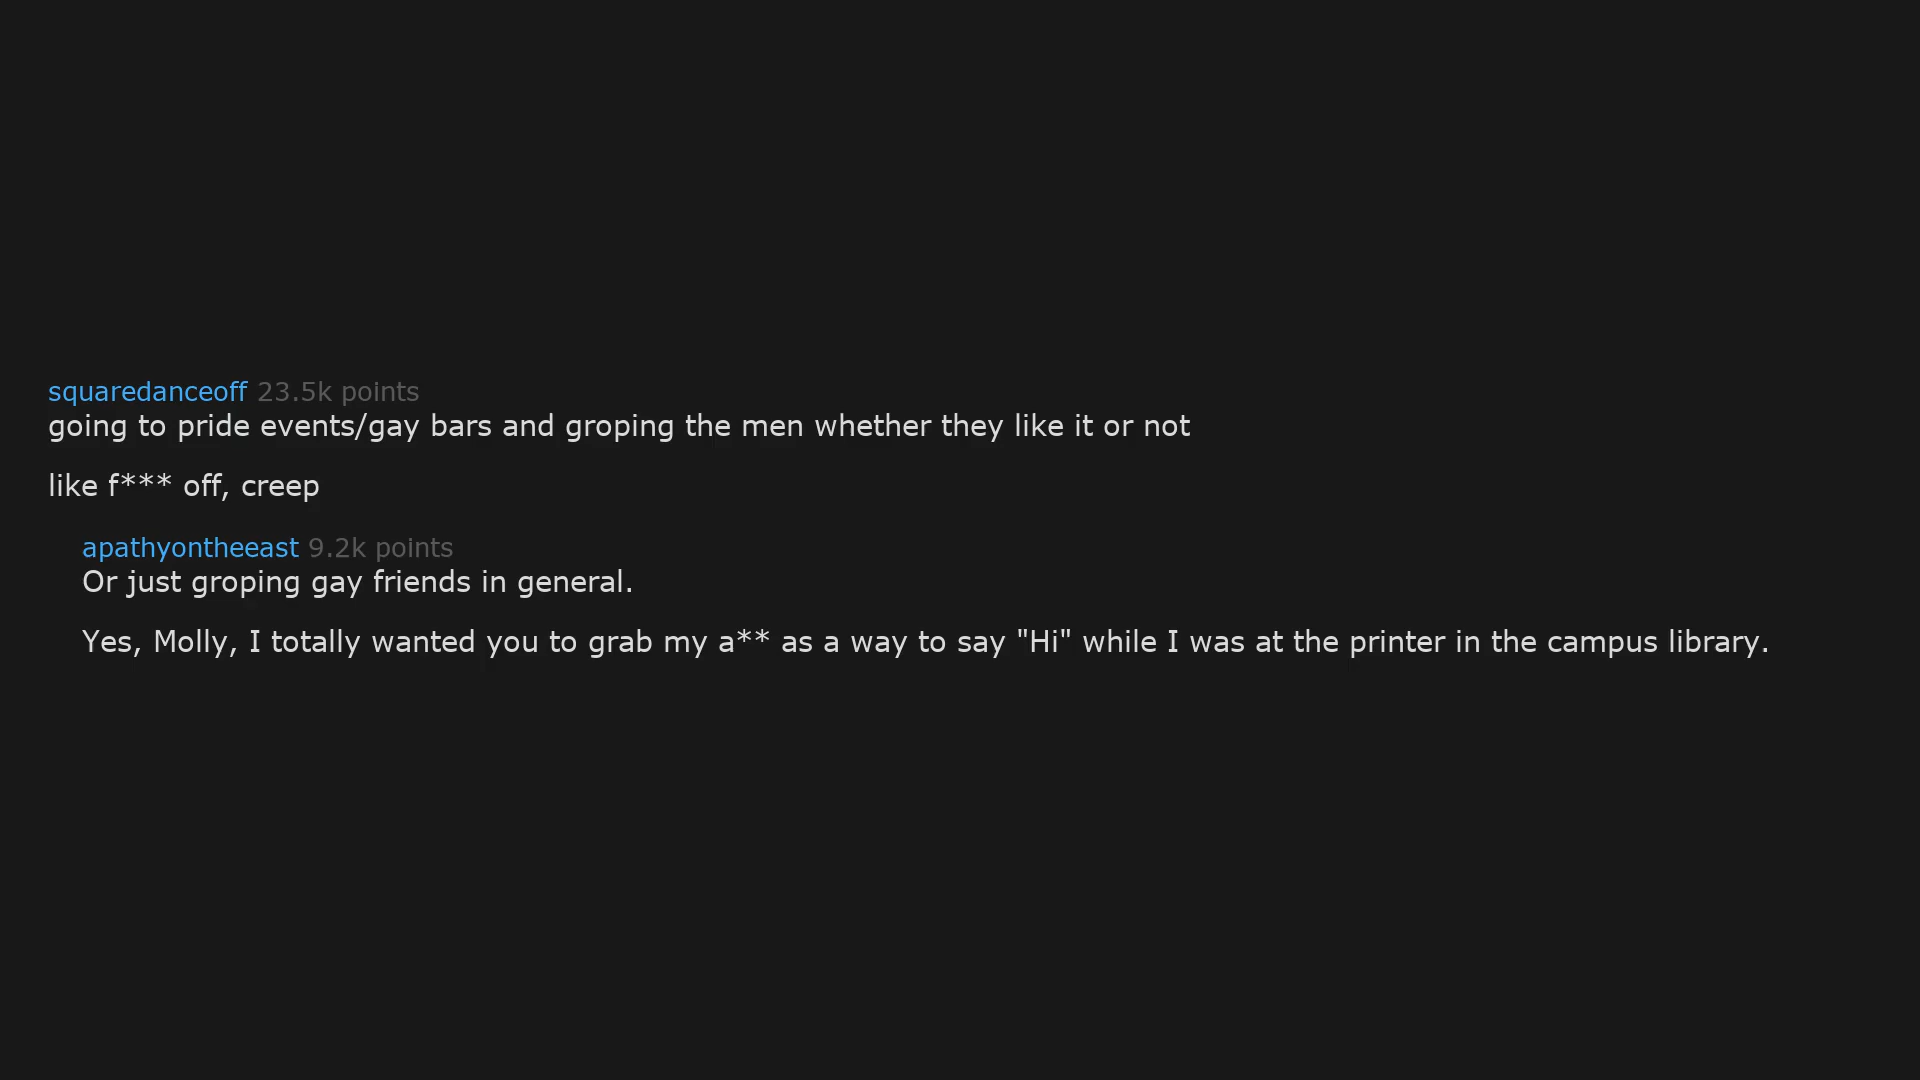 squaredanceoff 23.5k points
going to pride events/gay bars and groping the men whether they like it or not
like f*** off, creep
apathyontheeast 9.2k points
Or just groping gay friends in general.
Yes, Molly, I totally wanted you to grab my a** as a way to say "Hi" while I was at the printer in the campus library.